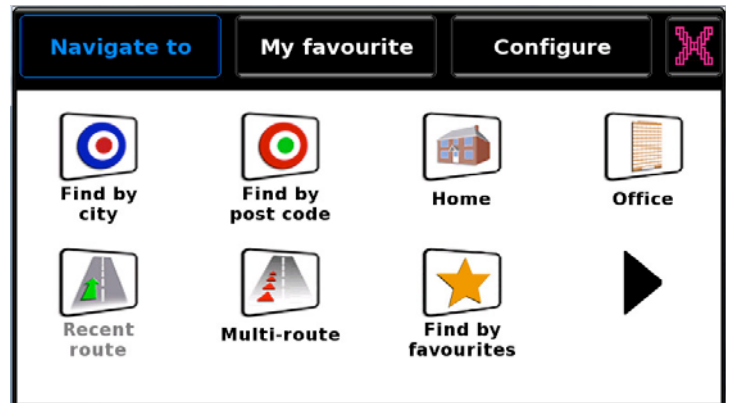 Navigate to
My favourite
Configure
Find by
city
Find by
post code
Home
Office
Recent
route
Multi-route
Find by
favourites